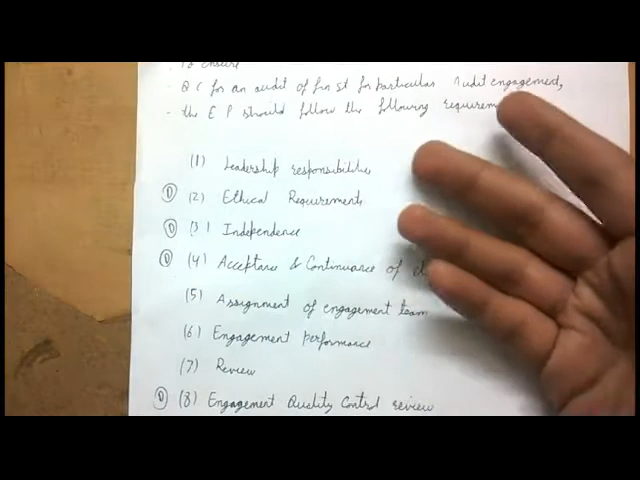 To ensure
- Q C for an audit of fin st for particular Audit engagement,
- the E P should follow the following
(1) Leadership responsibilities
D (2) Ethical Requirements
D (3) Independence
D (4) Acceptance & Continuance of
(5) Assignment of engagement team
(6) Engagement performance
(7) Review
D (8) Engagement Quality Control review